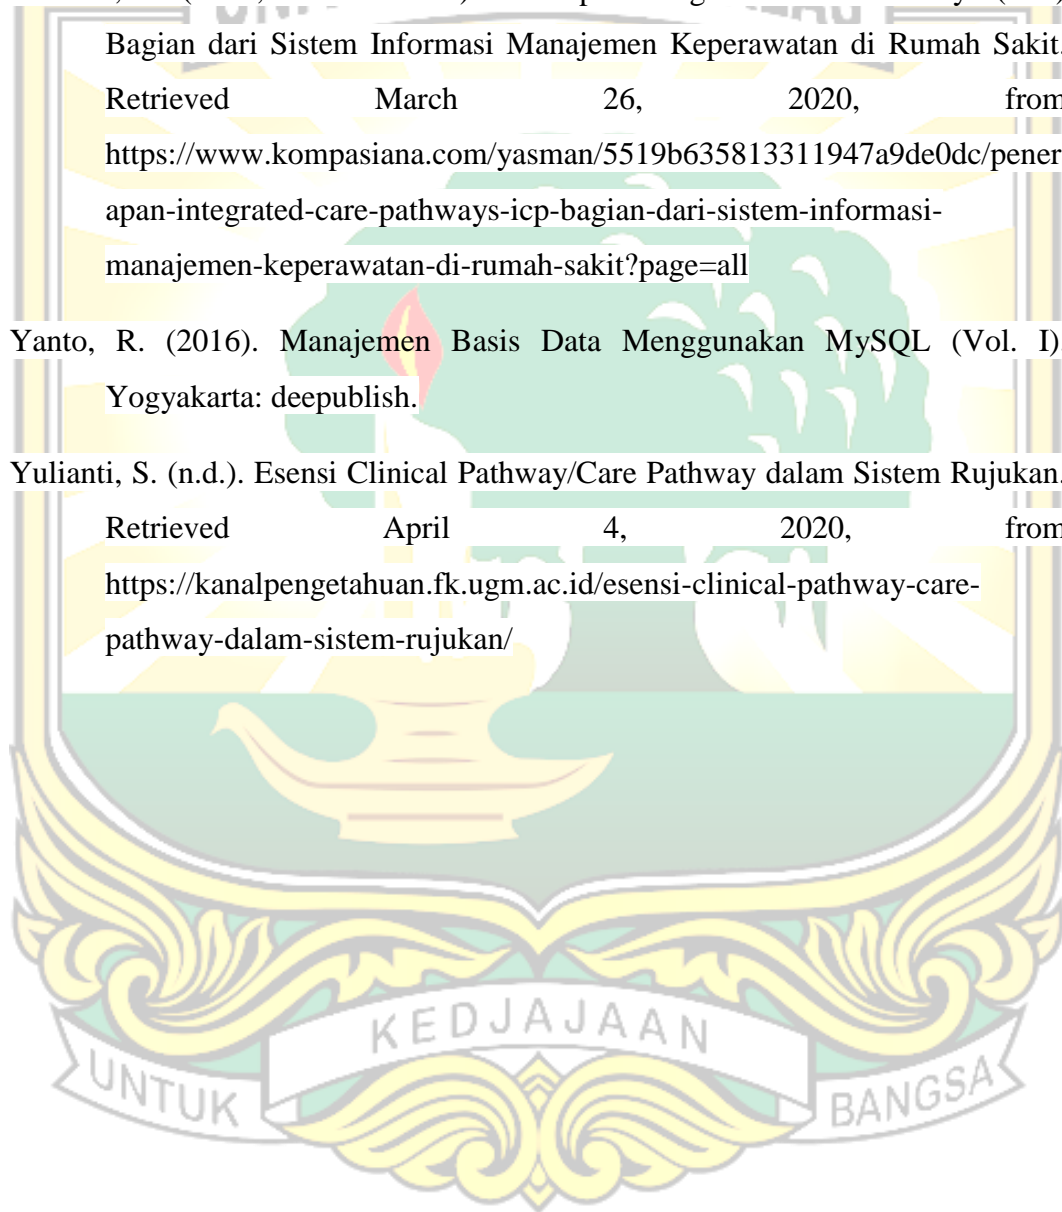 Bagian dari Sistem Informasi Manajemen Keperawatan di Rumah Sakit.
Retrieved March 26, 2020, from
https://www.kompasiana.com/yasman/5519b635813311947a9de0dc/pener
apan-integrated-care-pathways-icp-bagian-dari-sistem-informasi-
manajemen-keperawatan-di-rumah-sakit?page=all
Yanto, R. (2016). Manajemen Basis Data Menggunakan MySQL (Vol. I)
Yogyakarta: deepublish.
Yulianti, S. (n.d.). Esensi Clinical Pathway/Care Pathway dalam Sistem Rujukan.
Retrieved April 4, 2020, from
https://kanalpengetahuan.fk.ugm.ac.id/esensi-clinical-pathway-care-
pathway-dalam-sistem-rujukan/
UNTUK KEDJAJAAN BANGSA